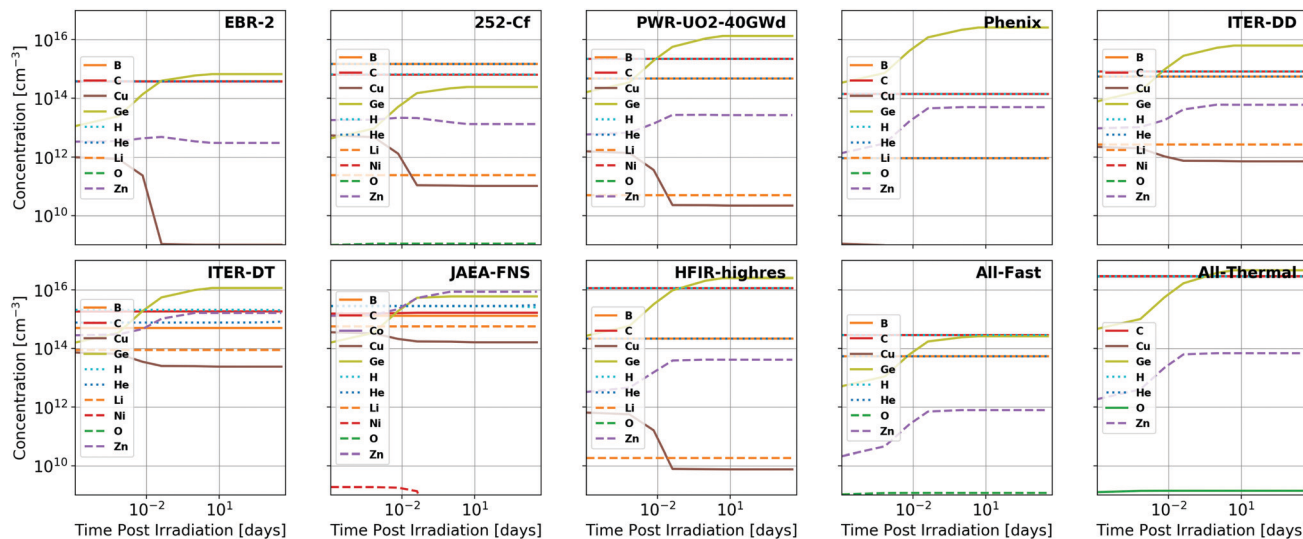 EBR-2
252-Cf
PWR-UO2-40GWd
Phenix
ITER-DD
Concentration [cm⁻³]
10¹⁶
10¹⁴
10¹²
10¹⁰
B
C
Cu
Ge
H
He
Li
Ni
O
Zn
B
C
Cu
Ge
H
He
Li
Ni
O
Zn
B
C
Cu
Ge
H
He
Li
Ni
O
Zn
B
C
Cu
Ge
H
He
Li
Ni
O
Zn
B
C
Cu
Ge
H
He
Li
Ni
O
Zn
ITER-DT
JAEA-FNS
HFIR-highres
All-Fast
All-Thermal
Concentration [cm⁻³]
10¹⁶
10¹⁴
10¹²
10¹⁰
B
C
Cu
Ge
H
He
Li
Ni
O
Zn
B
C
Co
Cu
Ge
H
He
Li
Ni
O
Zn
B
C
Cu
Ge
H
He
Li
O
Zn
B
C
Cu
Ge
H
He
O
Zn
C
Cu
Ge
H
He
O
Zn
10⁻² 10¹
10⁻² 10¹
10⁻² 10¹
10⁻² 10¹
10⁻² 10¹
Time Post Irradiation [days]
Time Post Irradiation [days]
Time Post Irradiation [days]
Time Post Irradiation [days]
Time Post Irradiation [days]